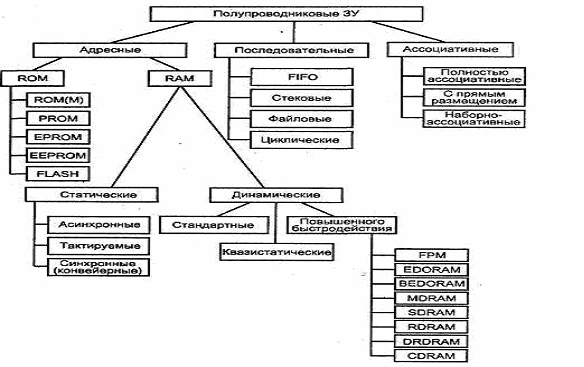 Полупроводниковые ЗУ
Адресные
Последовательные
Ассоциативные
ROM
RAM
FIFO
Стековые
Файловые
Циклические
Полностью
ассоциативные
С прямым
размещением
Наборно-
ассоциативные
ROM(M)
PROM
EPROM
EEPROM
FLASH
Статические
Динамические
Асинхронные
Тактируемые
Синхронные
(конвейерные)
Стандартные
Квазистатические
Повышенного
быстродействия
FPM
EDORAM
BEDORAM
MDRAM
SDRAM
RDRAM
DRDRAM
CDRAM